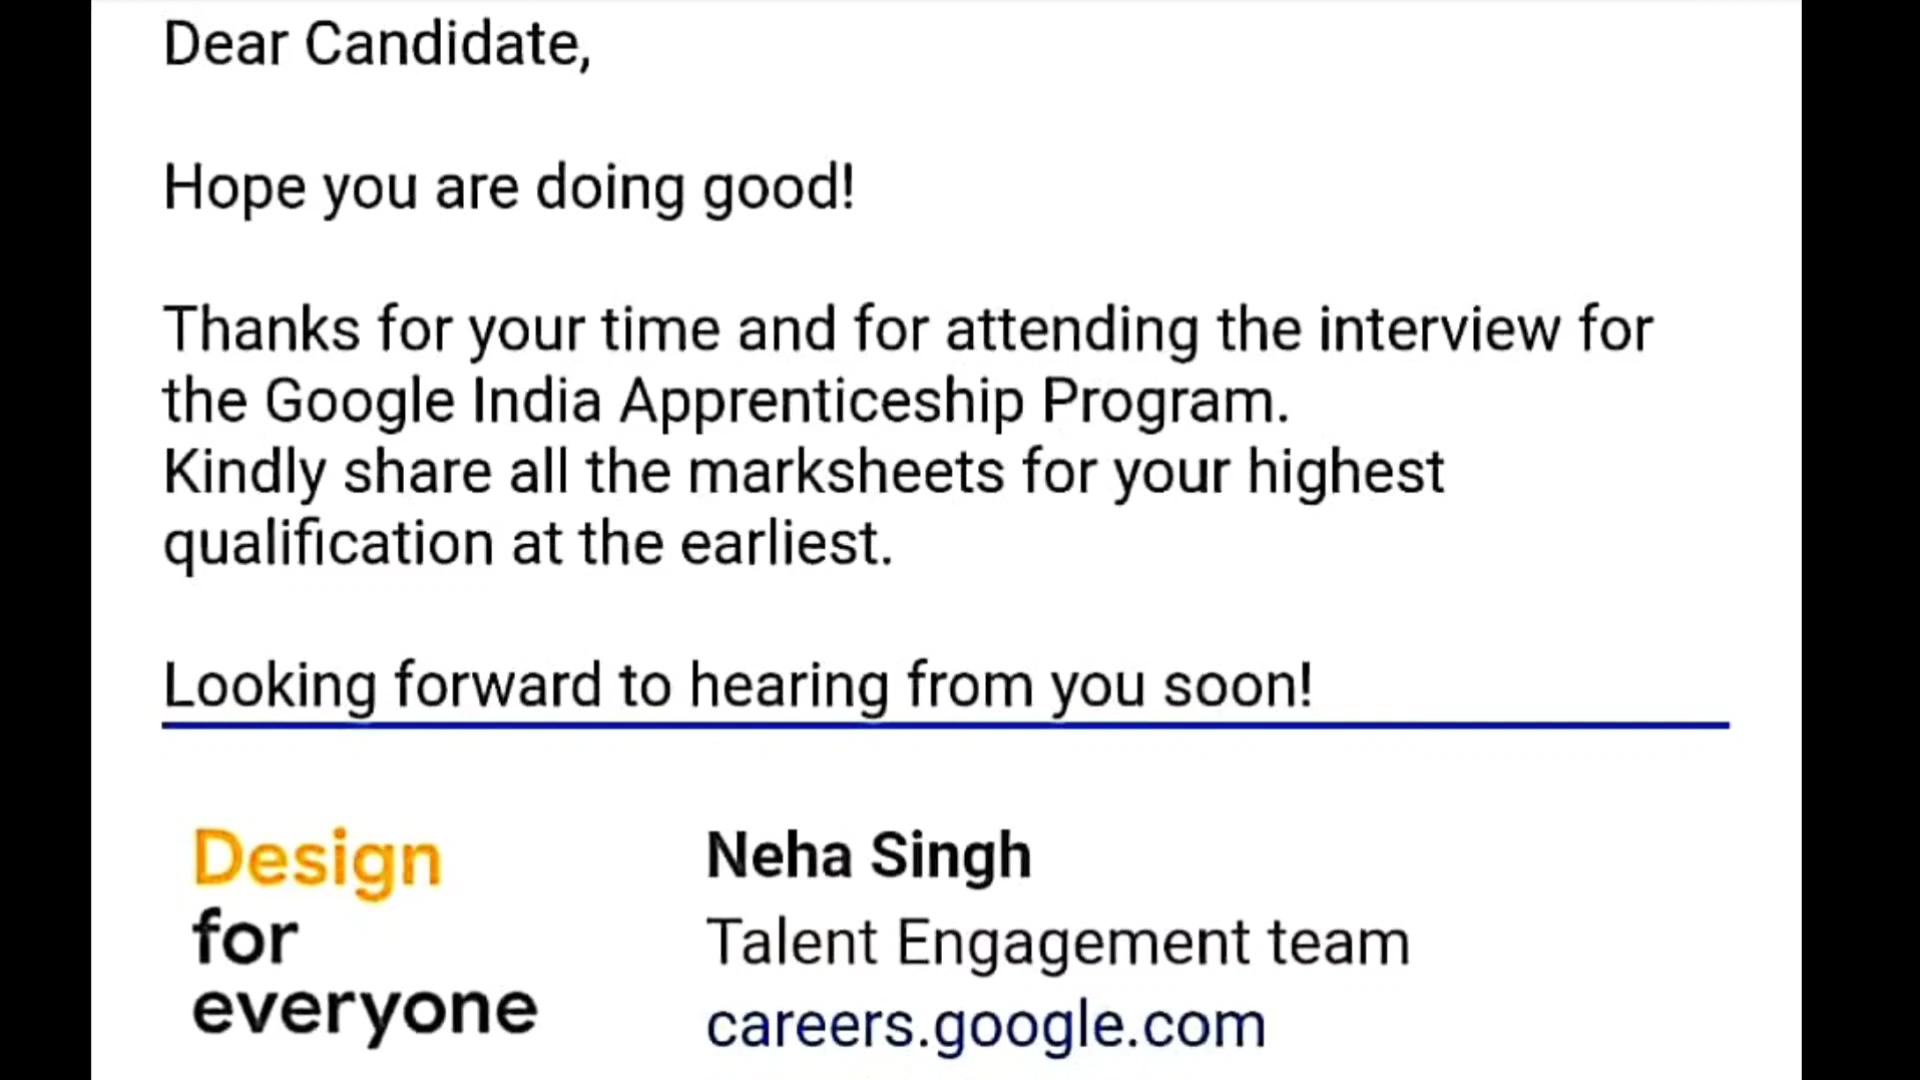 Dear Candidate,
Hope you are doing good!
Thanks for your time and for attending the interview for
the Google India Apprenticeship Program.
Kindly share all the marksheets for your highest
qualification at the earliest.
Looking forward to hearing from you soon!
Design
for
everyone
Neha Singh
Talent Engagement team
careers.google.com